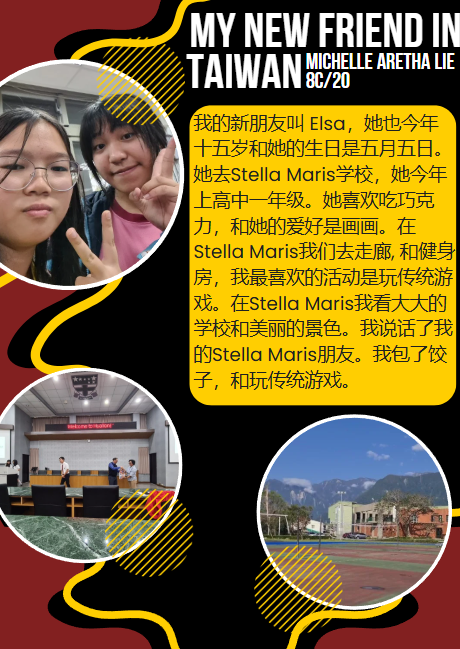 MY NEW FRIEND IN
TAIWAN
MICHELLE ARETHA LIE
8C/20
我的新朋友叫 Elsa，她也今年
十五岁和她的生日是五月五日。
她去Stella Maris学校，她今年
上高中一年级。她喜欢吃巧克
力，和她的爱好是画画。在
Stella Maris我们去走廊, 和健身
房，我最喜欢的活动是玩传统游
戏。在Stella Maris我看大大的
学校和美丽的景色。我说话了我
的Stella Maris朋友。我包了饺
子，和玩传统游戏。
Welcome to Hualien!